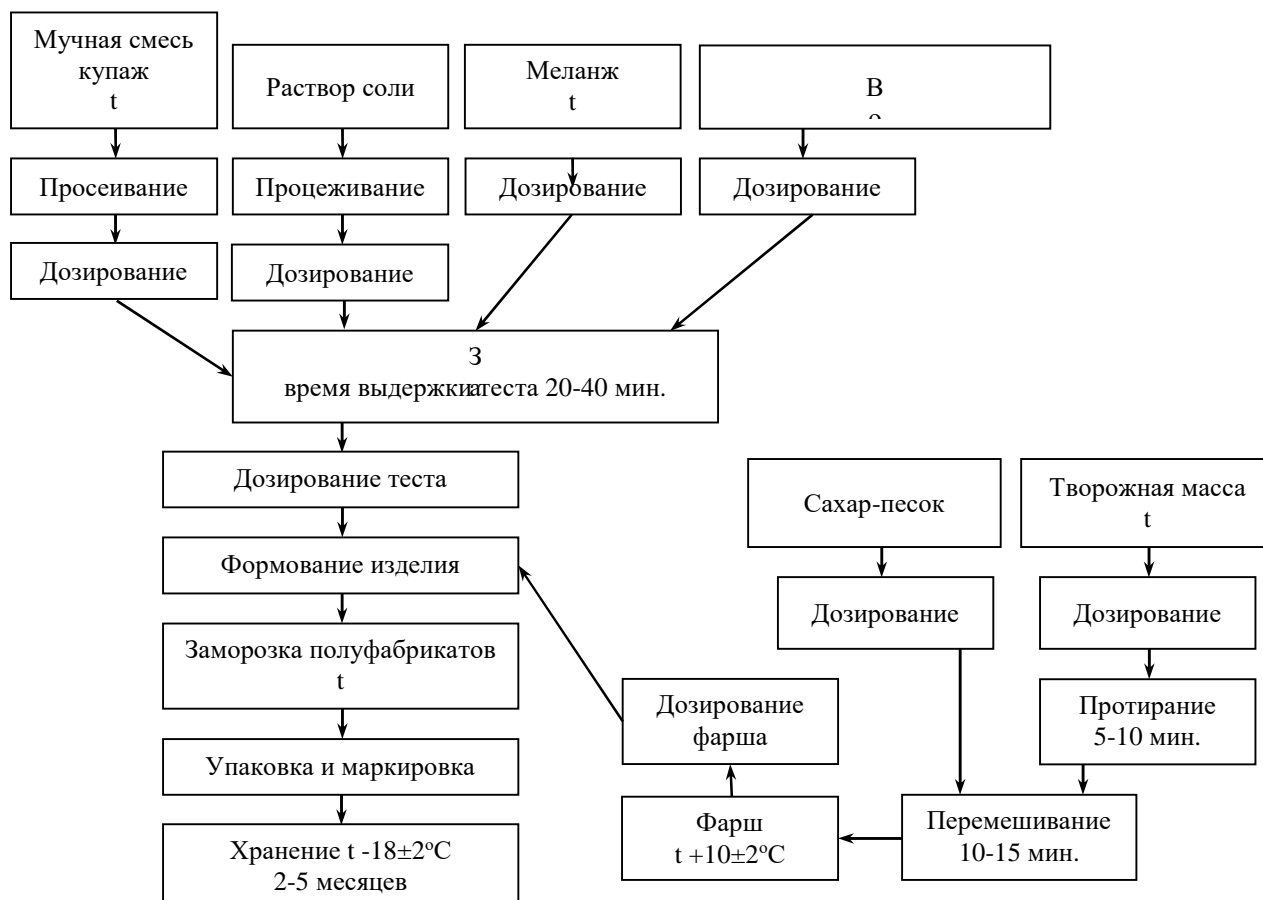 Мучная смесь
купаж
t
Раствор соли
Меланж
t
В
Просеивание
Процеживание
Дозирование
Дозирование
Дозирование
Дозирование
З
время выдержки теста 20-40 мин.
Дозирование теста
Сахар-песок
Творожная масса
t
Формование изделия
Дозирование
Дозирование
Заморозка полуфабрикатов
t
Дозирование
фарша
Протирание
5-10 мин.
Упаковка и маркировка
Фарш
t +10±2ºС
Перемешивание
10-15 мин.
Хранение t -18±2ºС
2-5 месяцев